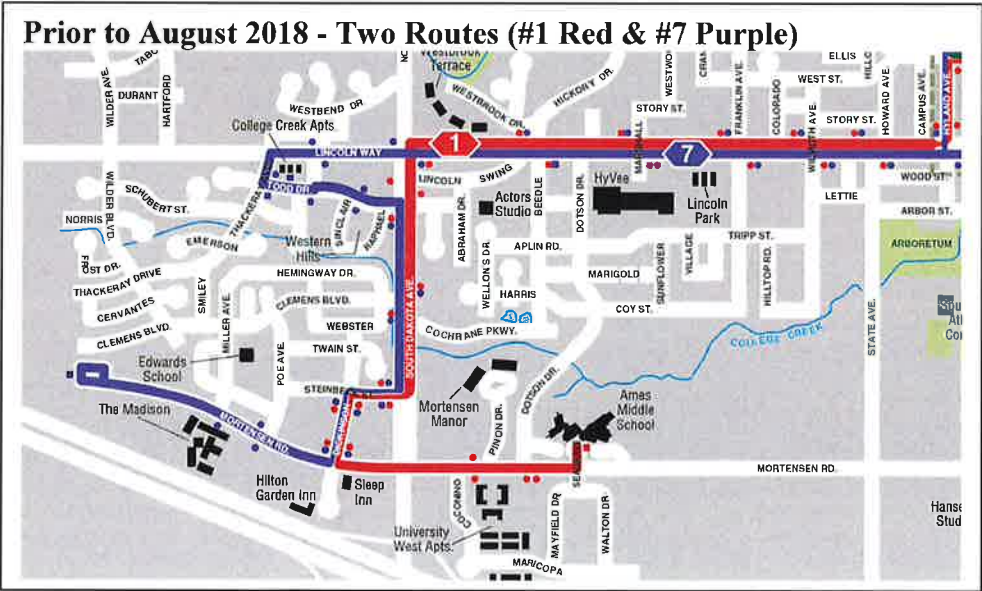 Prior to August 2018 - Two Routes (#1 Red & #7 Purple)
Westbrook
Terrace
ELLIS
WILDER AVE.
DURANT
HARTFORD
WESTBEND DR
WESTBROOK DR.
HICKORY DR.
WEST ST.
STORY ST.
FRANKLIN AVE.
COLORADO
STORY ST.
HOWARD AVE.
CAMPUS AVE.
HYLAND AVE.
College Creek Apts.
LINCOLN WAY
1
7
LINCOLN
SWING
HyVee
WOOD ST.
TODD DR.
THACKERAY
WILDER BLVD.
SCHUBERT ST.
Actors
Studio
BEEDLE
DOTSON DR.
Lincoln
Park
LETTIE
ARBOR ST.
NORRIS
SINCLAIR
RAPHAEL
ABRAHAM DR.
TRIPP ST.
ARBORETUM
EMERSON
Western
Hills
APLIN RD.
FROST DR.
THACKERAY DRIVE
HEMINGWAY DR.
WELLONS DR.
MARIGOLD
SUNFLOWER
VILLAGE
HILLTOP RD.
CERVANTES
SMILEY
CLEMENS BLVD.
HARRIS
COY ST.
CLEMENS BLVD.
MILLER AVE.
WEBSTER
SOUTH DAKOTA AVE.
COCHRANE PKWY.
COLLEGE CREEK
STATE AVE.
Edwards
School
POE AVE.
TWAIN ST.
STEINBECK ST.
Mortensen
Manor
DOTSON DR.
Ames
Middle
School
The Madison
MORTENSEN RD.
DICKINSON
PINON DR.
Hilton
Garden Inn
Sleep
Inn
MORTENSEN RD.
COCONINO
University
West Apts.
MAYFIELD DR
WALTON DR
MARICOPA